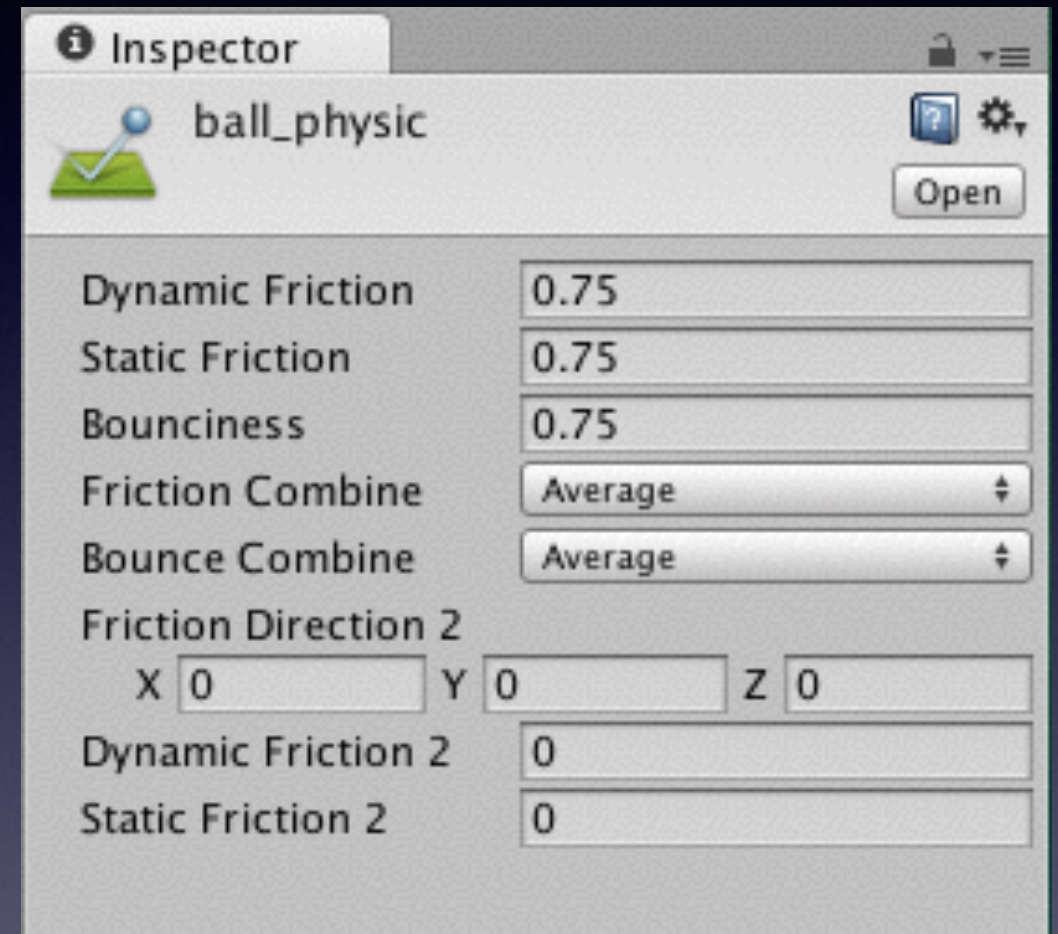 Inspector
ball_physic
Open
Dynamic Friction 0.75
Static Friction 0.75
Bounciness 0.75
Friction Combine Average
Bounce Combine Average
Friction Direction 2
X 0 Y 0 Z 0
Dynamic Friction 2 0
Static Friction 2 0